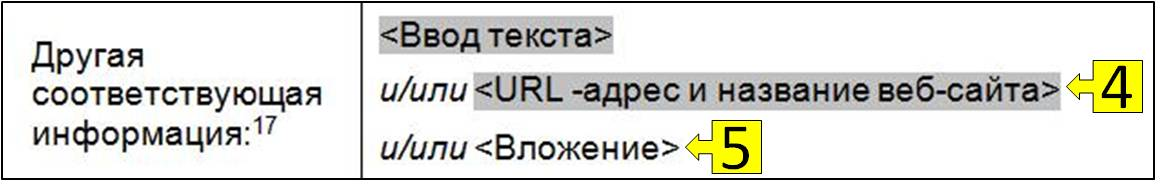 Другая
соответствующая
информация:17
<Ввод текста>
и/или <URL -адрес и название веб-сайта>
4
и/или <Вложение>
5